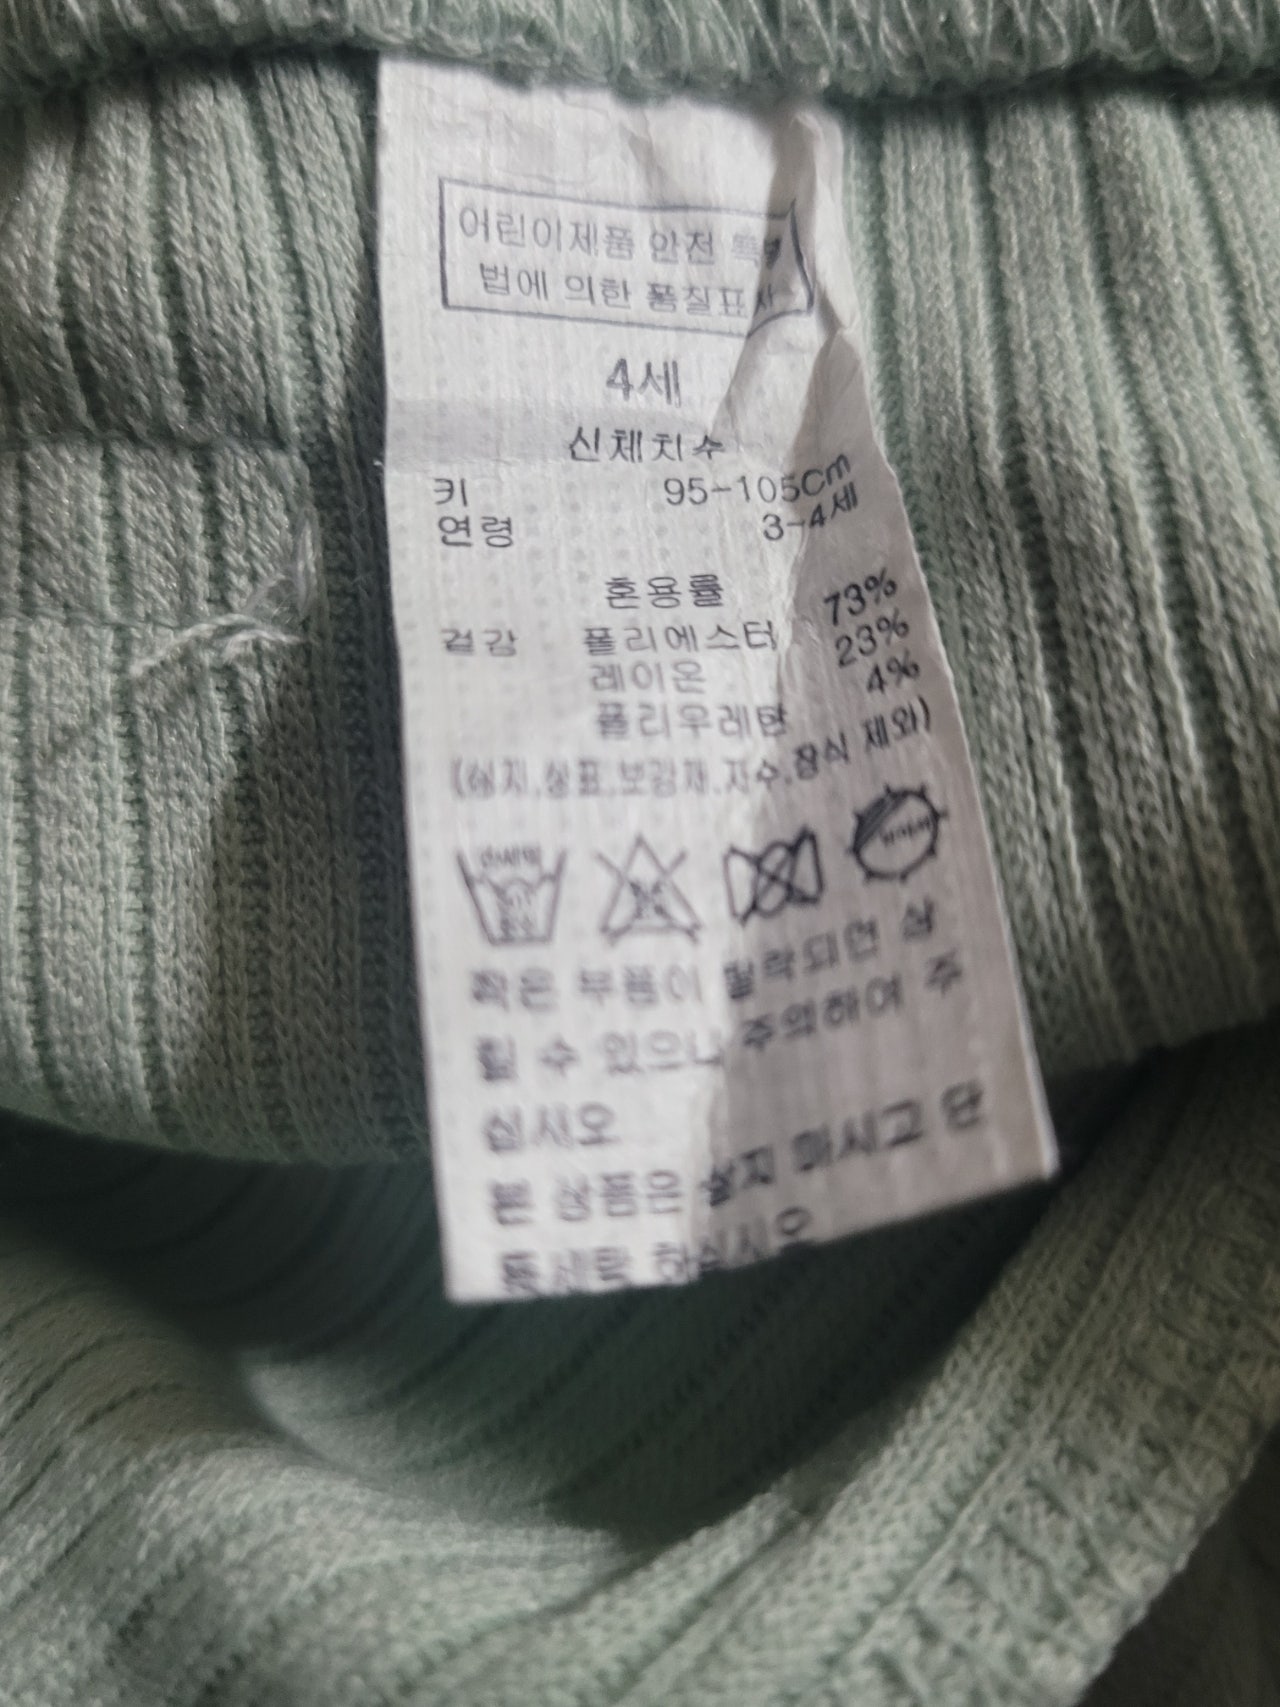 어린이제품 안전 특별
법에 의한 품질표시
4세
신체치수
키 95-105Cm
연령 3-4세
혼용률
겉감 폴리에스터 73%
레이온 23%
폴리우레탄 4%
(심지.상표.보강재.자수.장식 제외)
작은 부품이 탈락되면 삼
킬 수 있으니 주의하여 주
십시오
본 상품은 삶지 마시고 단
독세탁 하십시오